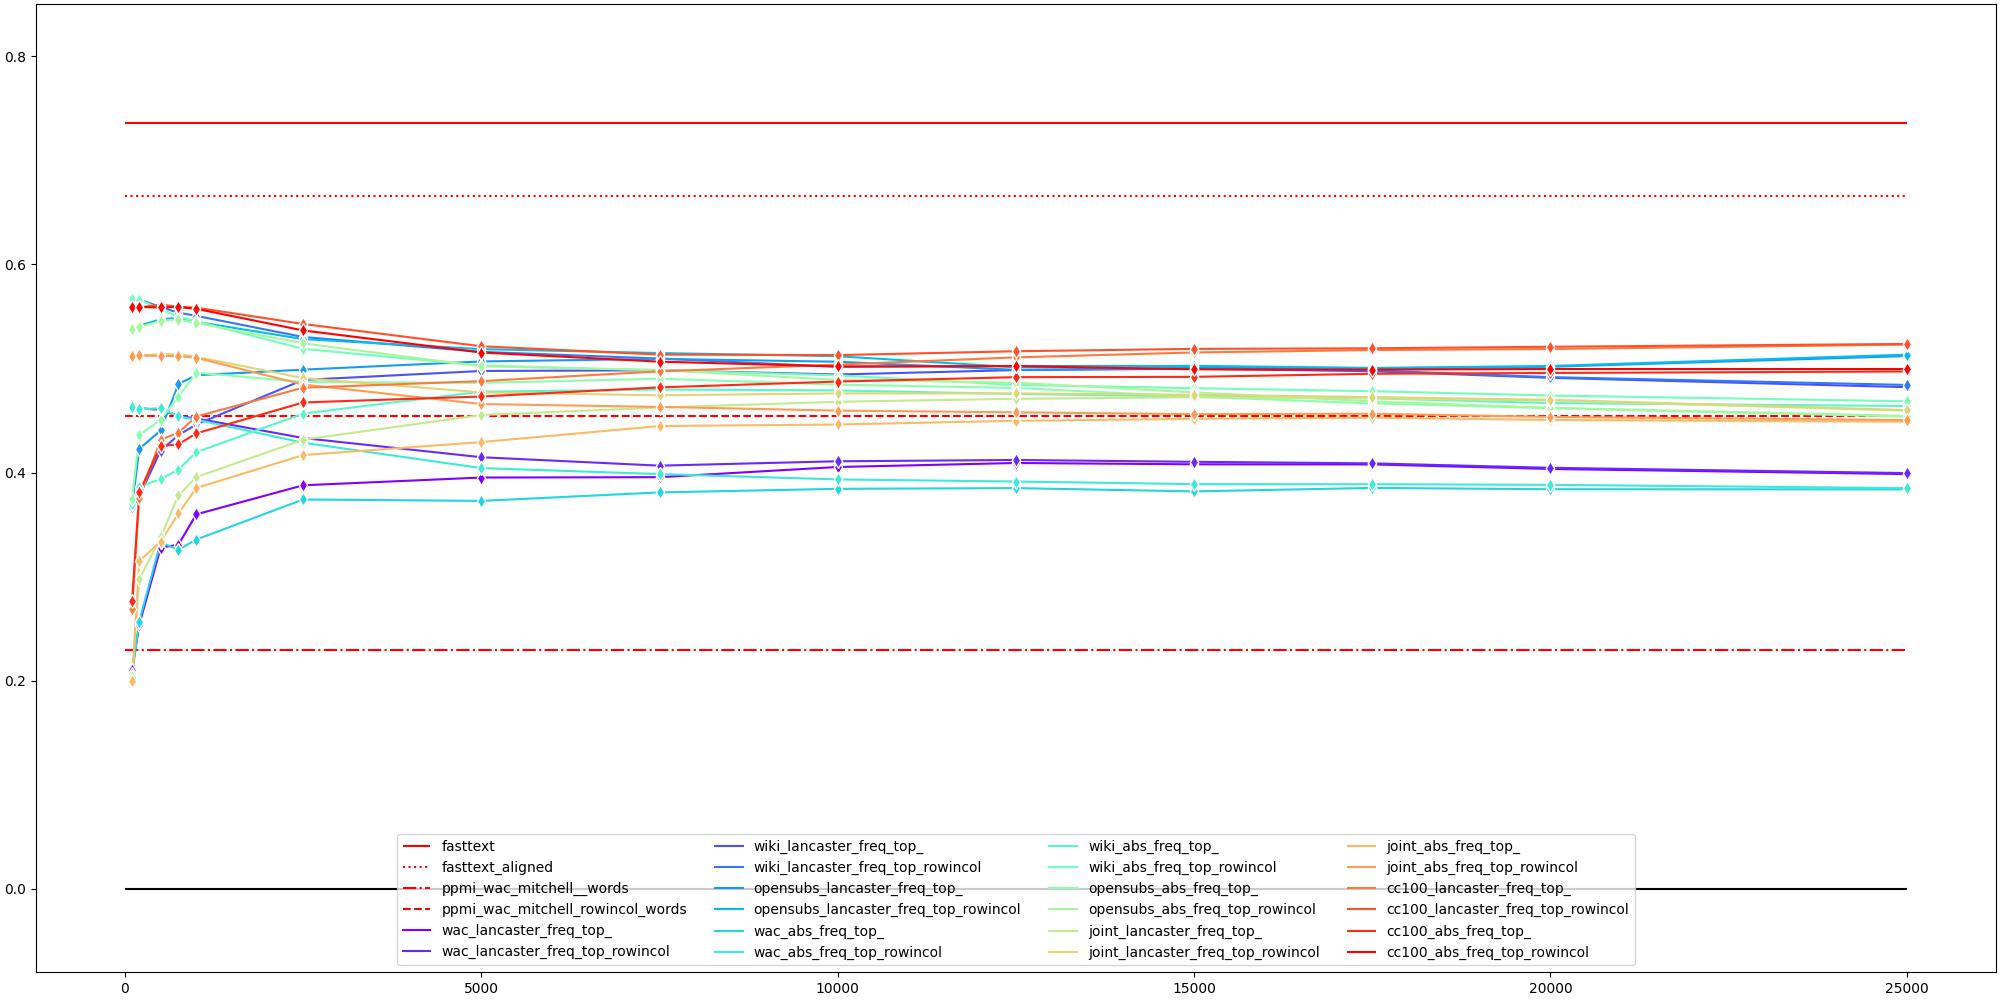 0.8
0.6
0.4
0.2
0.0
fasttext
fasttext_aligned
ppmi_wac_mitchell__words
ppmi_wac_mitchell_rowincol_words
wac_lancaster_freq_top_
wac_lancaster_freq_top_rowincol
wiki_lancaster_freq_top_
wiki_lancaster_freq_top_rowincol
opensubs_lancaster_freq_top_
opensubs_lancaster_freq_top_rowincol
wac_abs_freq_top_
wac_abs_freq_top_rowincol
wiki_abs_freq_top_
wiki_abs_freq_top_rowincol
opensubs_abs_freq_top_
opensubs_abs_freq_top_rowincol
joint_lancaster_freq_top_
joint_lancaster_freq_top_rowincol
joint_abs_freq_top_
joint_abs_freq_top_rowincol
cc100_lancaster_freq_top_
cc100_lancaster_freq_top_rowincol
cc100_abs_freq_top_
cc100_abs_freq_top_rowincol
0 5000 10000 15000 20000 25000